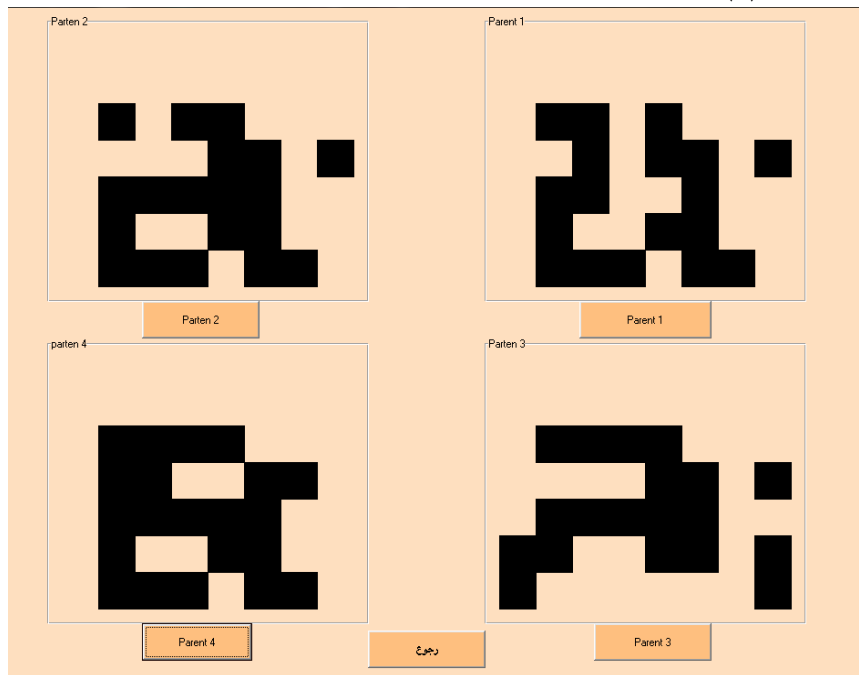 Parten 2
Parent 1
Parten 2
Parent 1
parten 4
Parten 3
Parent 4
رجوع
Parent 3